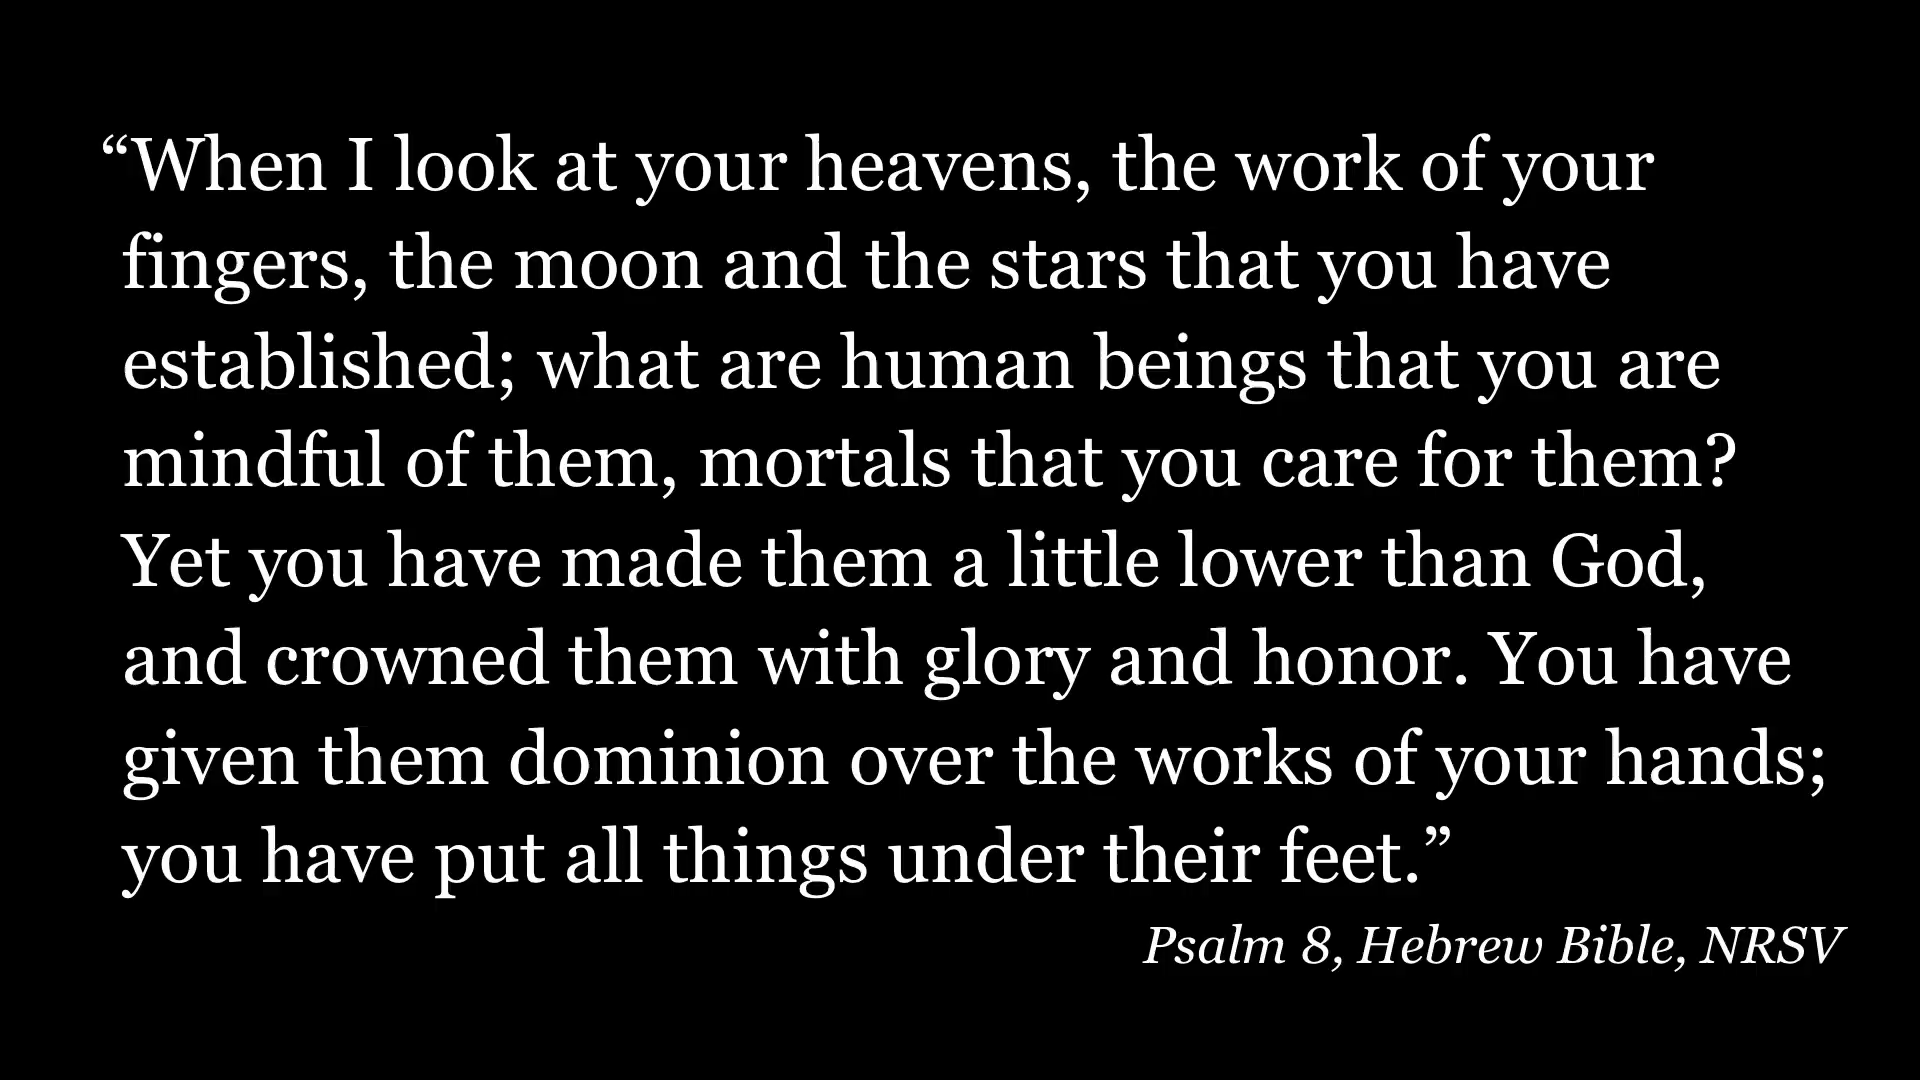 “When I look at your heavens, the work of your
fingers, the moon and the stars that you have
established; what are human beings that you are
mindful of them, mortals that you care for them?
Yet you have made them a little lower than God,
and crowned them with glory and honor. You have
given them dominion over the works of your hands;
you have put all things under their feet.”
Psalm 8, Hebrew Bible, NRSV